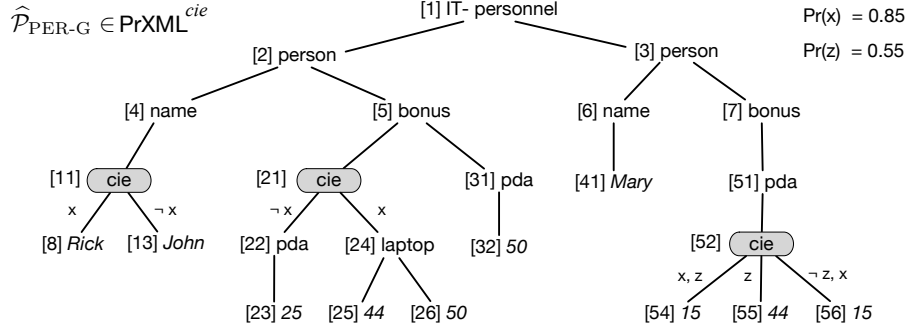 P̂PER-G ∈ PrXML^cie
[1] IT- personnel
Pr(x) = 0.85
Pr(z) = 0.55
[2] person
[3] person
[4] name
[5] bonus
[6] name
[7] bonus
[11] cie
[21] cie
[31] pda
[41] Mary
[51] pda
x
¬ x
¬ x
x
[8] Rick
[13] John
[22] pda
[24] laptop
[32] 50
[52] cie
x, z
z
¬ z, x
[23] 25
[25] 44
[26] 50
[54] 15
[55] 44
[56] 15